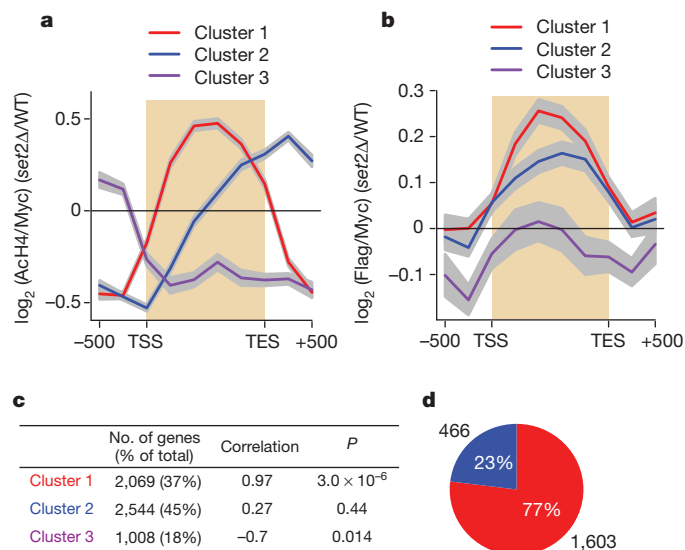 a
Cluster 1
Cluster 2
Cluster 3
log2 (AcH4/Myc) (set2Δ/WT)
0.5
0
−0.5
−500 TSS TES +500
b
Cluster 1
Cluster 2
Cluster 3
log2 (Flag/Myc) (set2Δ/WT)
0.3
0.2
0.1
0
−0.1
−500 TSS TES +500
c
No. of genes (% of total) Correlation P
Cluster 1 2,069 (37%) 0.97 3.0 × 10⁻⁶
Cluster 2 2,544 (45%) 0.27 0.44
Cluster 3 1,008 (18%) −0.7 0.014
d
466
23%
77%
1,603